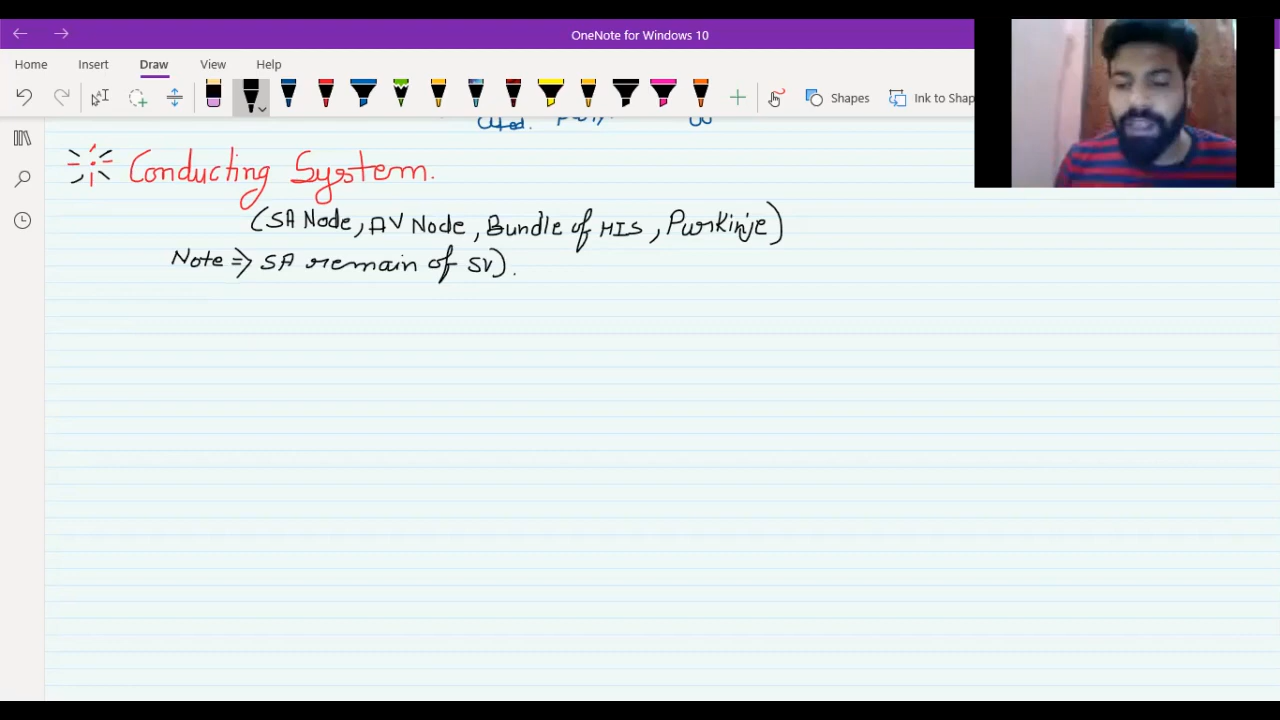 OneNote for Windows 10
Home Insert Draw View Help
Shapes Ink to Shap
Conducting System.
(SA Node, AV Node, Bundle of HIS, Purkinje)
Note => SA remain of SV).